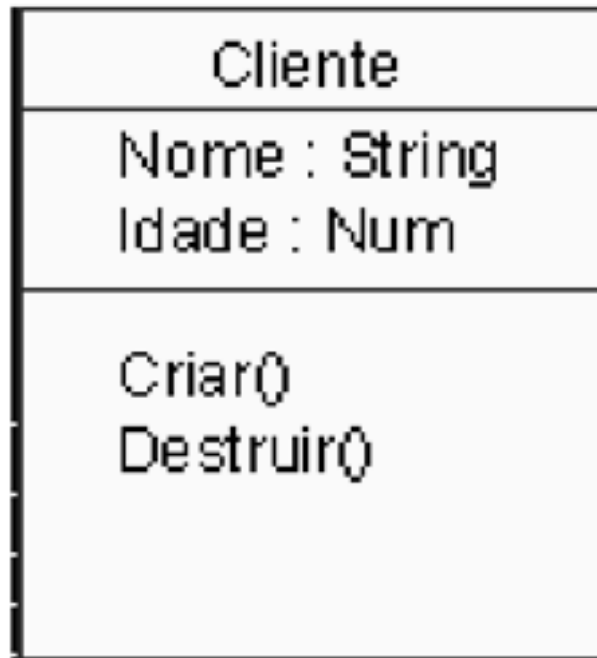 Cliente
Nome : String
Idade : Num
Criar()
Destruir()